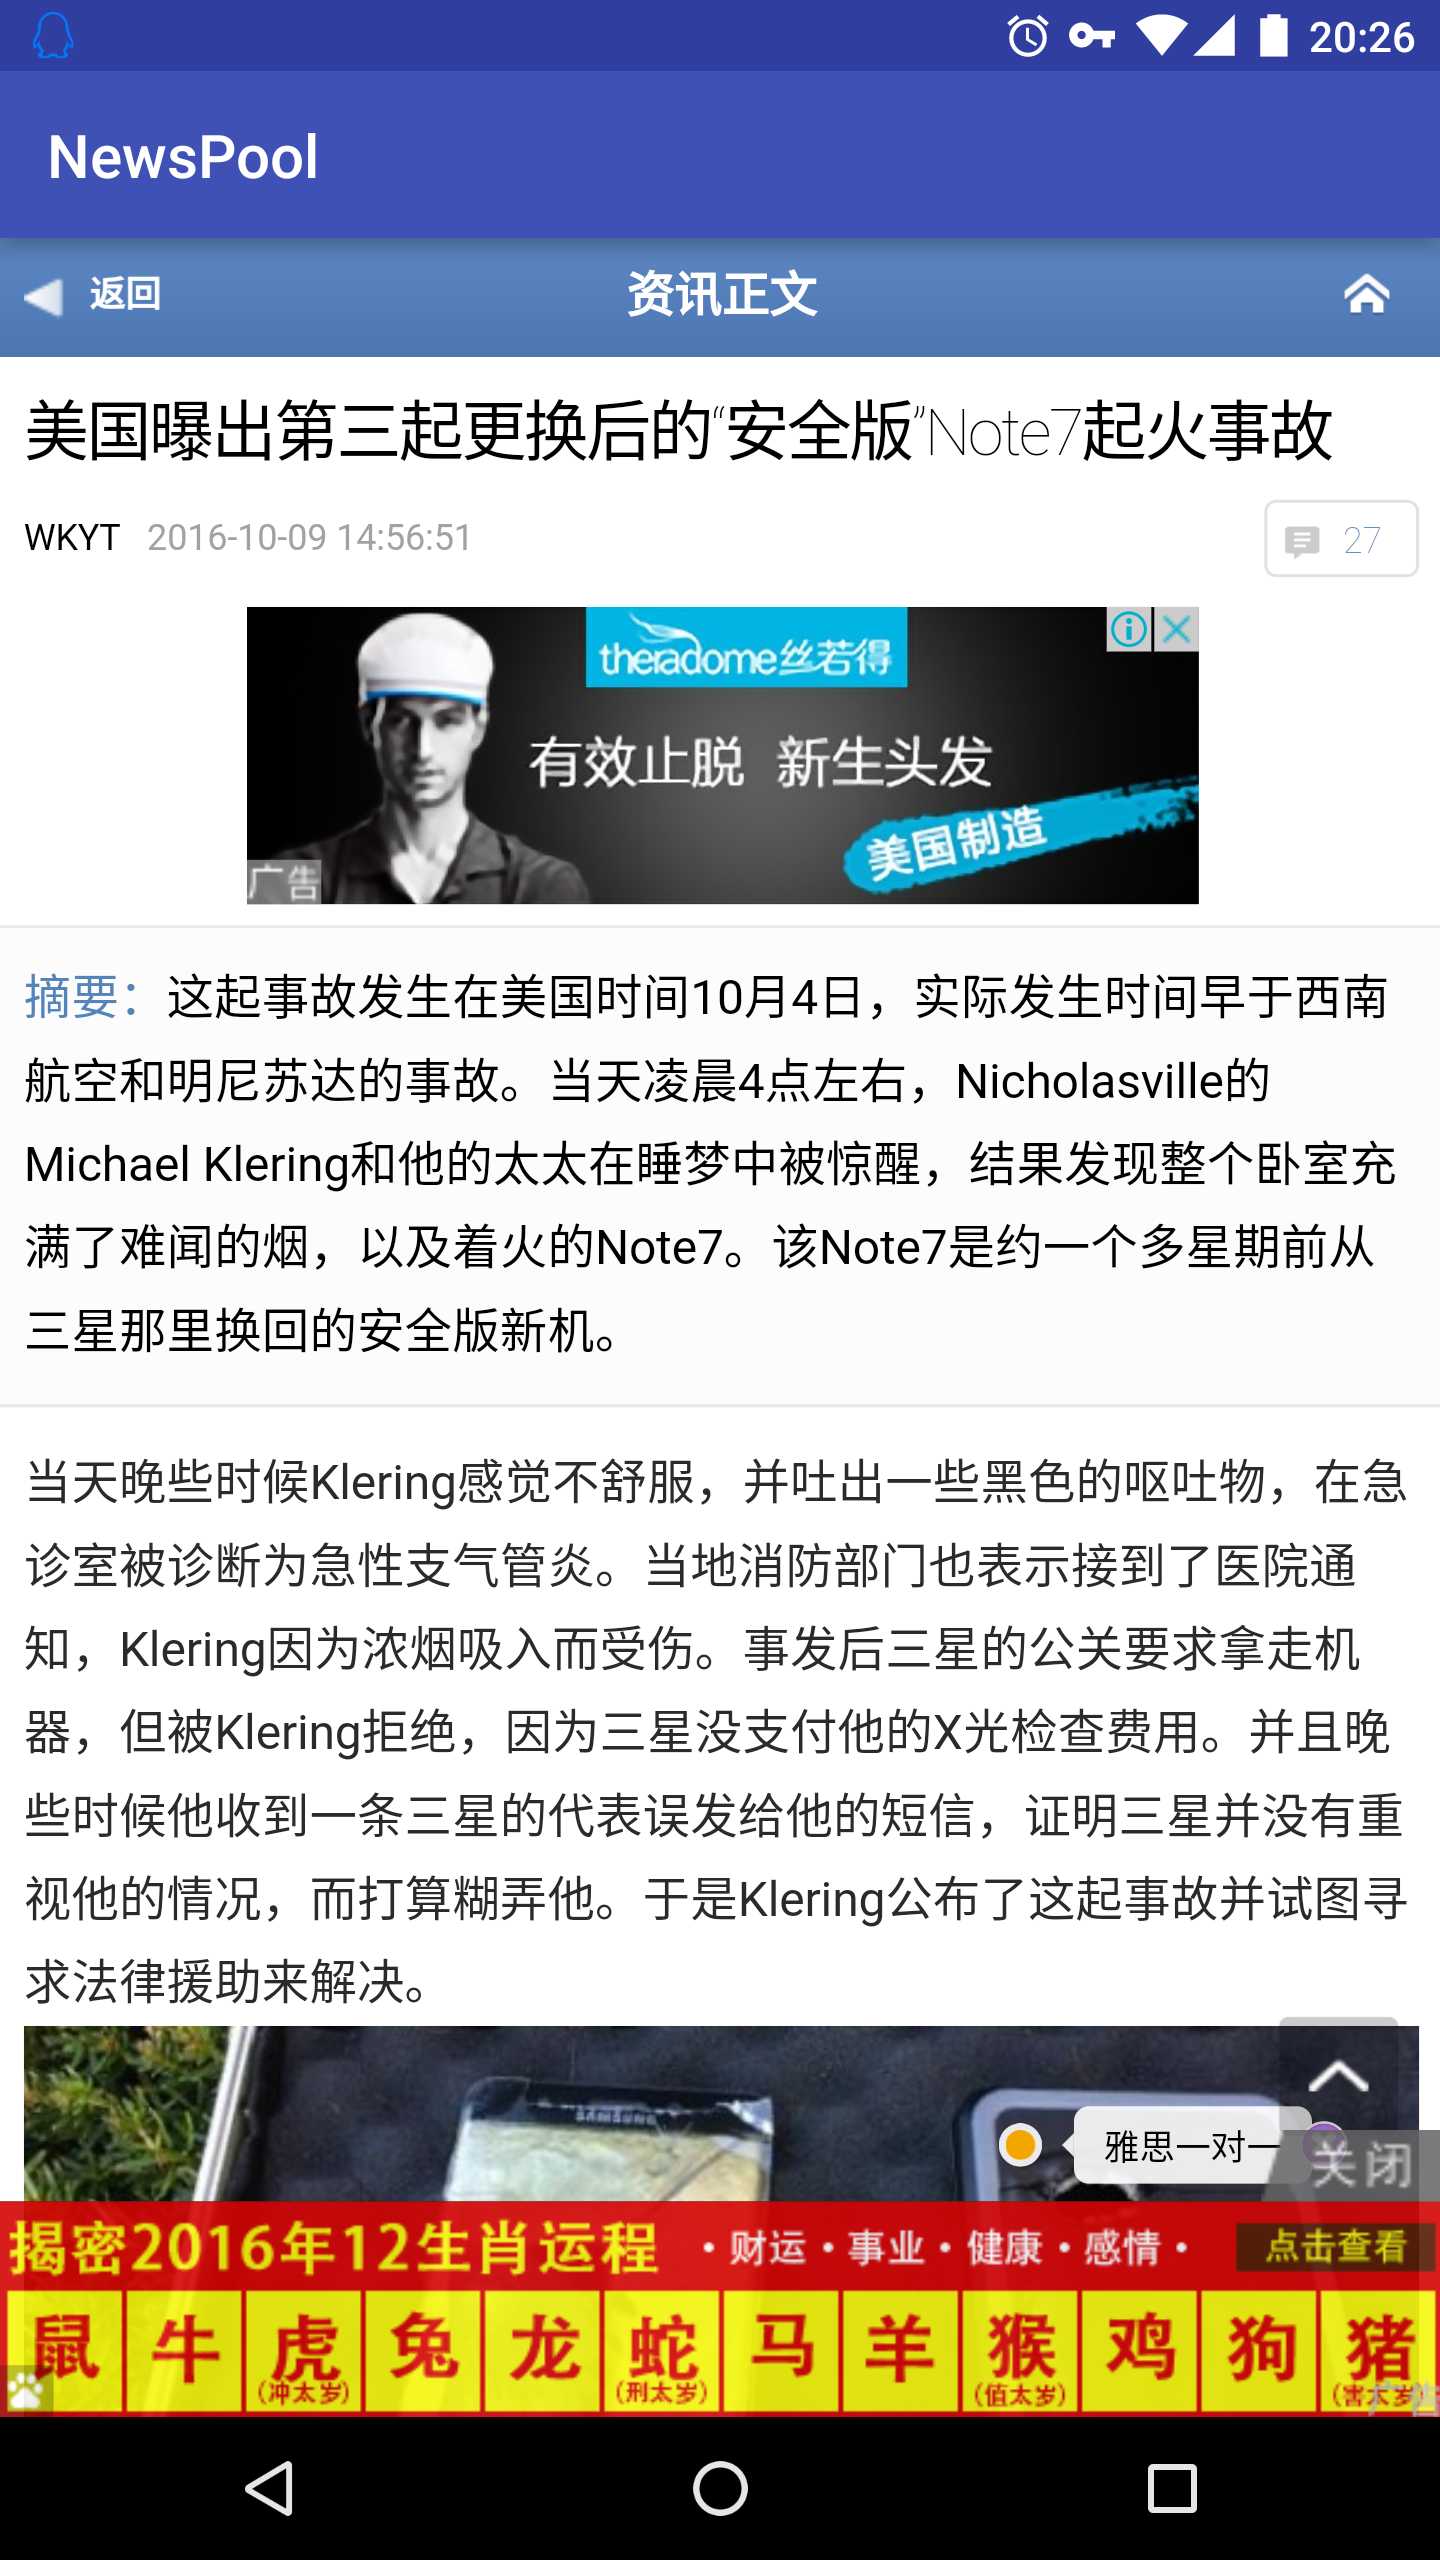 20:26
NewsPool
返回
资讯正文
美国曝出第三起更换后的“安全版”Note7起火事故
WKYT 2016-10-09 14:56:51
27
theradome丝若得
有效止脱 新生头发
美国制造
广告
摘要：这起事故发生在美国时间10月4日，实际发生时间早于西南
航空和明尼苏达的事故。当天凌晨4点左右，Nicholasville的
Michael Klering和他的太太在睡梦中被惊醒，结果发现整个卧室充
满了难闻的烟，以及着火的Note7。该Note7是约一个多星期前从
三星那里换回的安全版新机。
当天晚些时候Klering感觉不舒服，并吐出一些黑色的呕吐物，在急
诊室被诊断为急性支气管炎。当地消防部门也表示接到了医院通
知，Klering因为浓烟吸入而受伤。事发后三星的公关要求拿走机
器，但被Klering拒绝，因为三星没支付他的X光检查费用。并且晚
些时候他收到一条三星的代表误发给他的短信，证明三星并没有重
视他的情况，而打算糊弄他。于是Klering公布了这起事故并试图寻
求法律援助来解决。
SAMSUNG
雅思一对一
关闭
揭密2016年12生肖运程 ·财运·事业·健康·感情· 点击查看
鼠 牛 虎 兔 龙 蛇 马 羊 猴 鸡 狗 猪
(冲太岁) (刑太岁) (值太岁) (害太岁)
广告